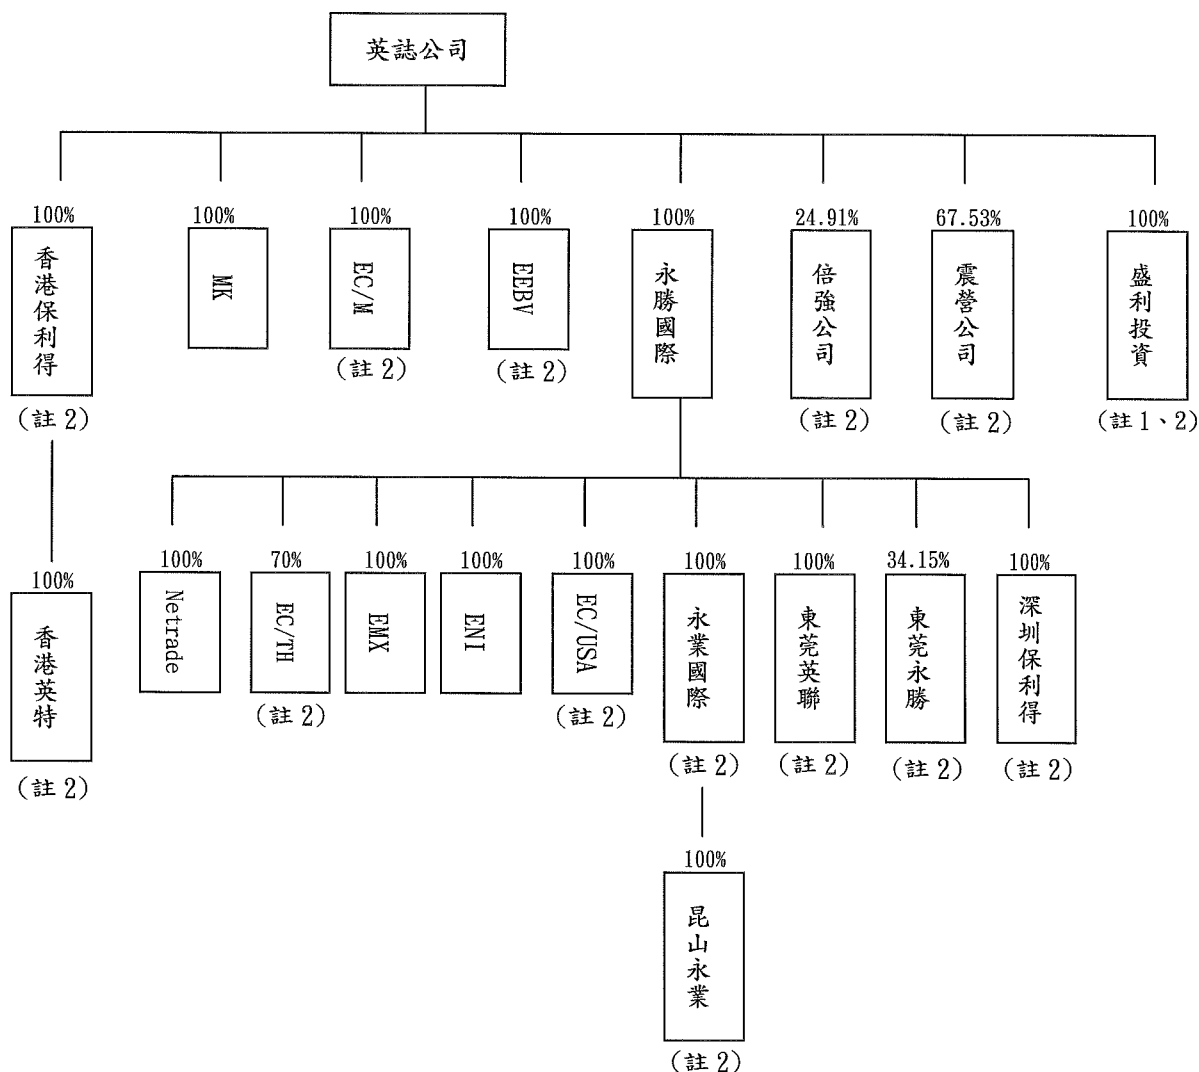 英誌公司
100% 100% 100% 100% 100% 24.91% 67.53% 100%
香港保利得
MK
EC/M
EEBV
永勝國際
倍強公司
震營公司
盛利投資
(註 2) (註 2)
(註 2) (註 2) (註 2) (註 1、2)
100% 70% 100% 100% 100% 100% 100% 34.15% 100%
100%
香港英特
Netrade
EC/TH
EMX
ENI
EC/USA
永業國際
東莞英聯
東莞永勝
深圳保利得
(註 2) (註 2)
(註 2) (註 2) (註 2) (註 2) (註 2)
100%
昆山永業
(註 2)